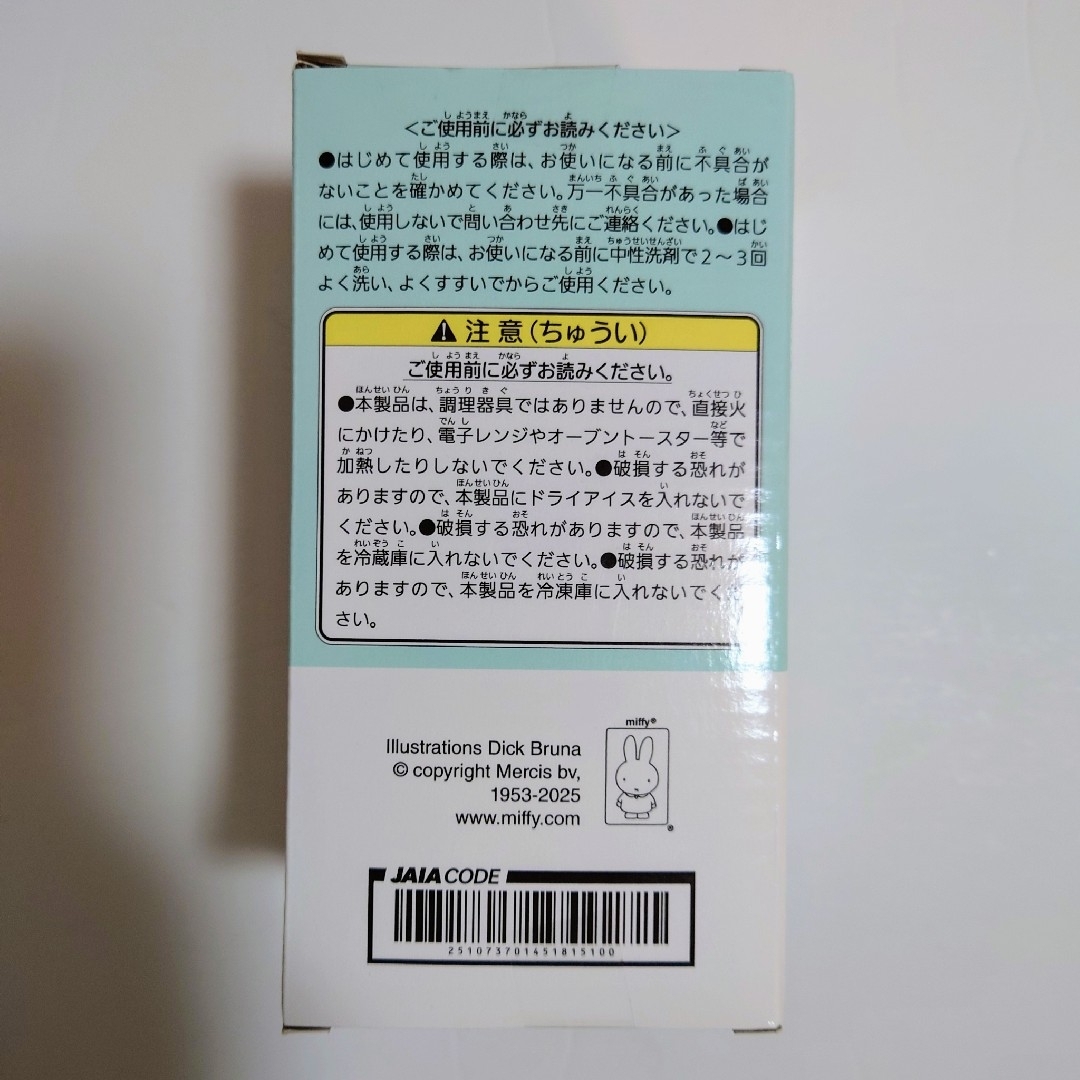 <ご使用前に必ずお読みください>
●はじめて使用する際は、お使いになる前に不具合が
ないことを確かめてください。万一不具合があった場合
には、使用しないで問い合わせ先にご連絡ください。●はじ
めて使用する際は、お使いになる前に中性洗剤で2～3回
よく洗い、よくすすいでからご使用ください。
⚠注意(ちゅうい)
ご使用前に必ずお読みください。
●本製品は、調理器具ではありませんので、直接火
にかけたり、電子レンジやオーブントースター等で
加熱したりしないでください。●破損する恐れが
ありますので、本製品にドライアイスを入れないで
ください。●破損する恐れがありますので、本製品
を冷蔵庫に入れないでください。●破損する恐れが
ありますので、本製品を冷凍庫に入れないでくだ
さい。
miffy®
Illustrations Dick Bruna
© copyright Mercis bv,
1953-2025
www.miffy.com
®
JAIA CODE
251073701451815100